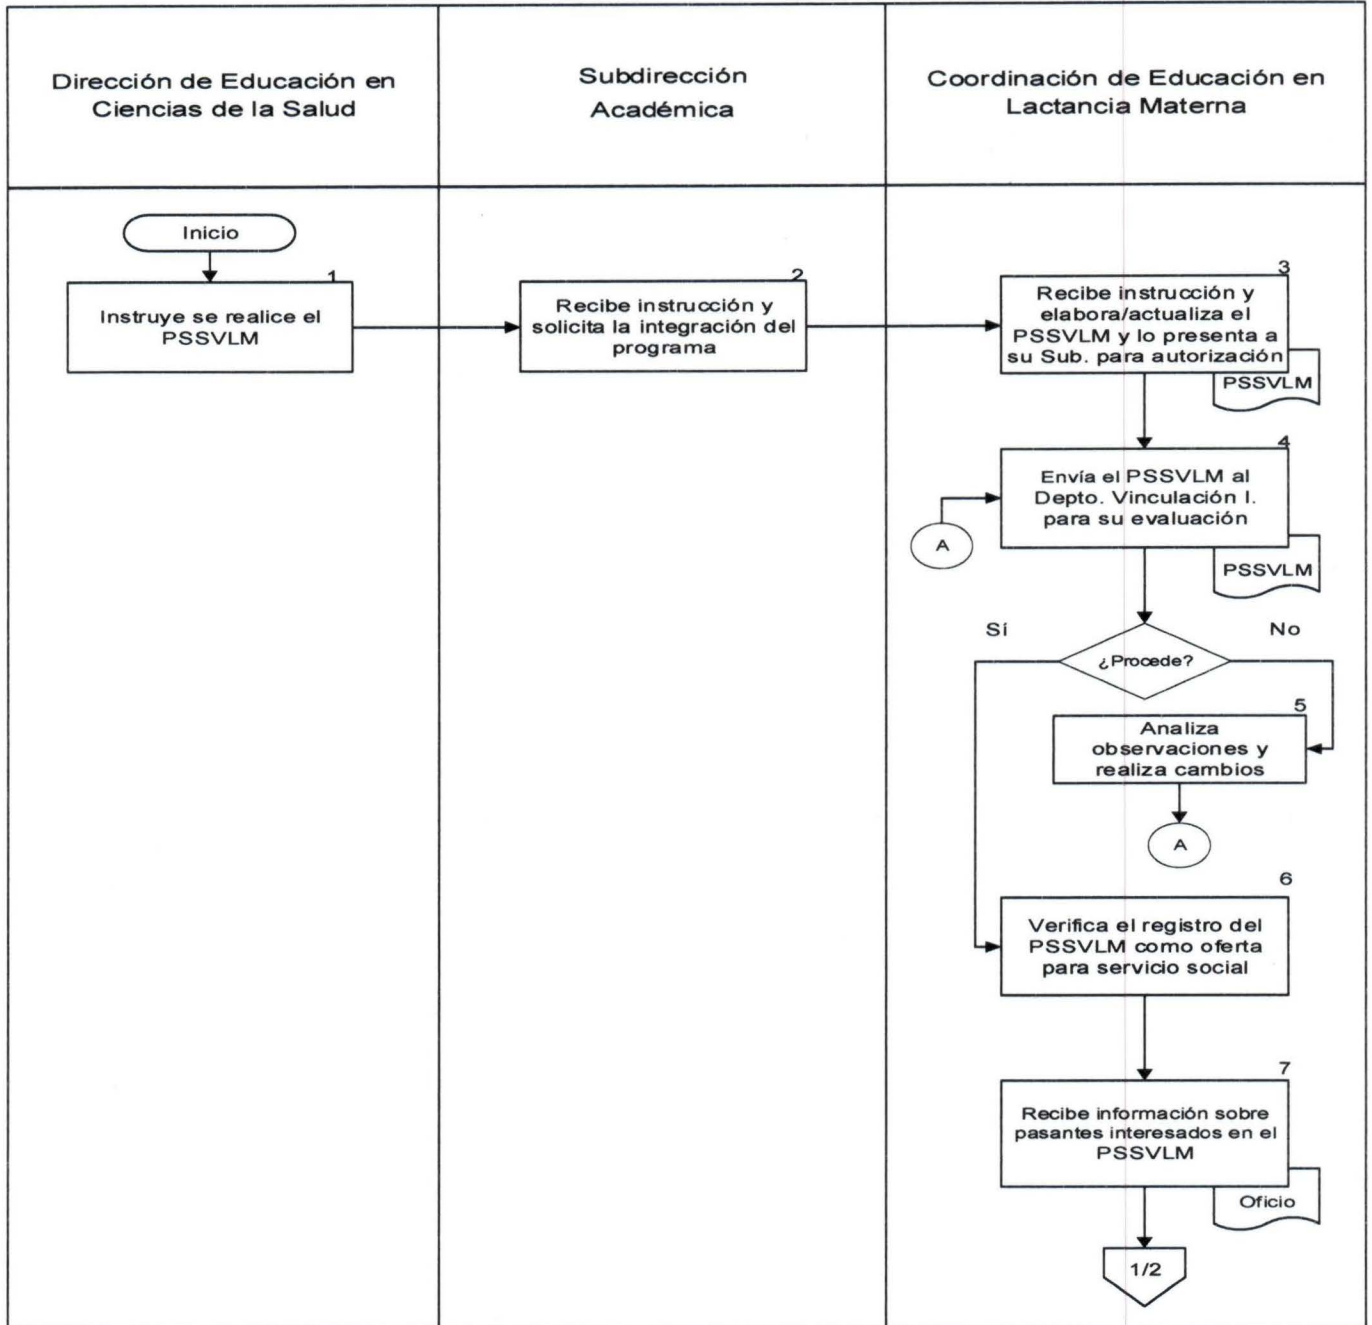 Dirección de Educación en
Ciencias de la Salud
Subdirección
Académica
Coordinación de Educación en
Lactancia Materna
Inicio
1
Instruye se realice el
PSSVLM
2
Recibe instrucción y
solicita la integración del
programa
3
Recibe instrucción y
elabora/actualiza el
PSSVLM y lo presenta a
su Sub. para autorización
PSSVLM
4
Envía el PSSVLM al
Depto. Vinculación I.
para su evaluación
A
PSSVLM
Sí
No
¿Procede?
5
Analiza
observaciones y
realiza cambios
A
6
Verifica el registro del
PSSVLM como oferta
para servicio social
7
Recibe información sobre
pasantes interesados en el
PSSVLM
Oficio
1/2